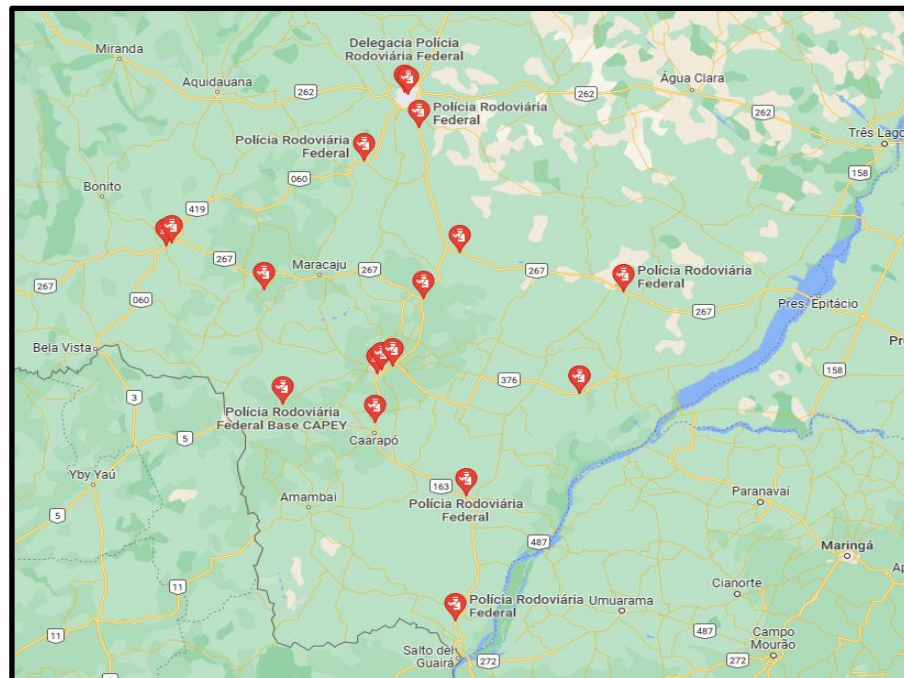 Miranda
Delegacia Polícia
Rodoviária Federal
Aquidauana
262
262
Água Clara
262
Polícia Rodoviária
Federal
Três Lago
Polícia Rodoviária
Federal
060
158
Bonito
419
267
267
267
Maracaju
267
Polícia Rodoviária
Federal
267
Pres. Epitácio
060
Bela Vista
Pr
376
158
3
Polícia Rodoviária
Federal Base CAPEY
5
Caarapó
Yby Yaú
163
Amambai
Polícia Rodoviária
Federal
Paranavaí
5
487
Maringá
11
Cianorte
Ap
Polícia Rodoviária
Federal
Umuarama
11
487
Campo
Mourão
Salto del
Guairá
272
272